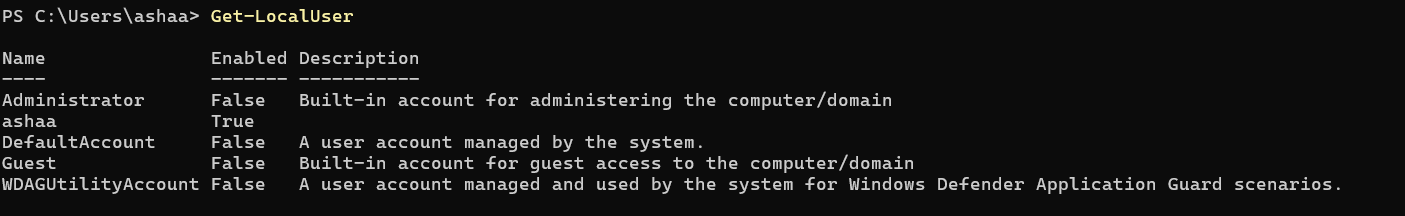 PS C:\Users\ashaa> Get-LocalUser
Name Enabled Description
---- ------- -----------
Administrator False Built-in account for administering the computer/domain
ashaa True
DefaultAccount False A user account managed by the system.
Guest False Built-in account for guest access to the computer/domain
WDAGUtilityAccount False A user account managed and used by the system for Windows Defender Application Guard scenarios.